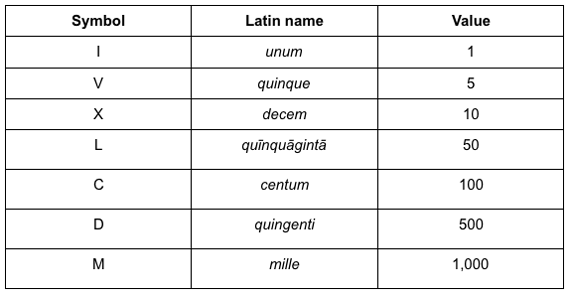 Symbol Latin name Value
I unum 1
V quinque 5
X decem 10
L quīnquāgintā 50
C centum 100
D quingenti 500
M mille 1,000